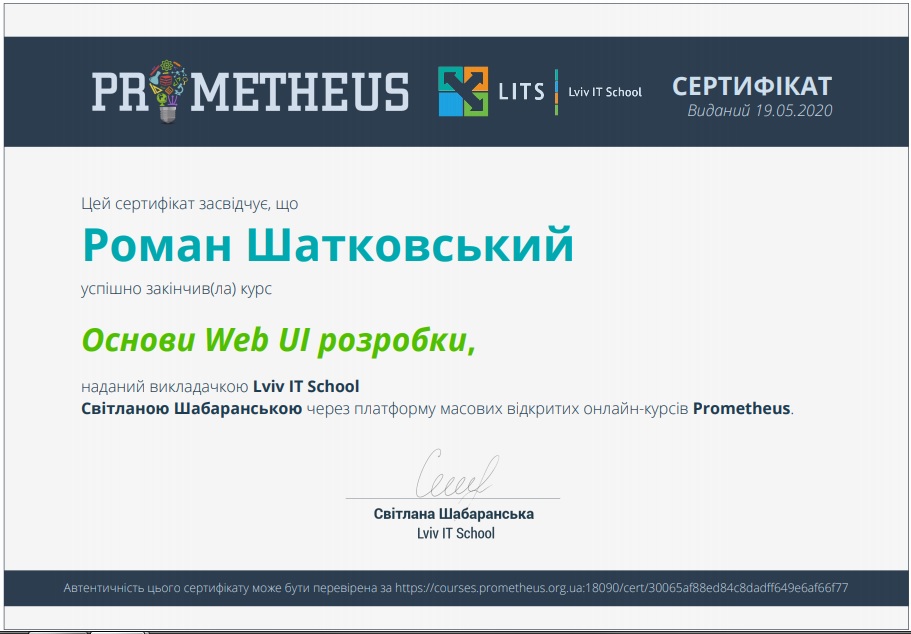 PROMETHEUS LITS Lviv IT School СЕРТИФІКАТ
Виданий 19.05.2020
Цей сертифікат засвідчує, що
Роман Шатковський
успішно закінчив(ла) курс
Основи Web UI розробки,
наданий викладачкою Lviv IT School
Світланою Шабаранською через платформу масових відкритих онлайн-курсів Prometheus.
Світлана Шабаранська
Lviv IT School
Автентичність цього сертифікату може бути перевірена за https://courses.prometheus.org.ua:18090/cert/30065af88ed84c8dadff649e6af66f77